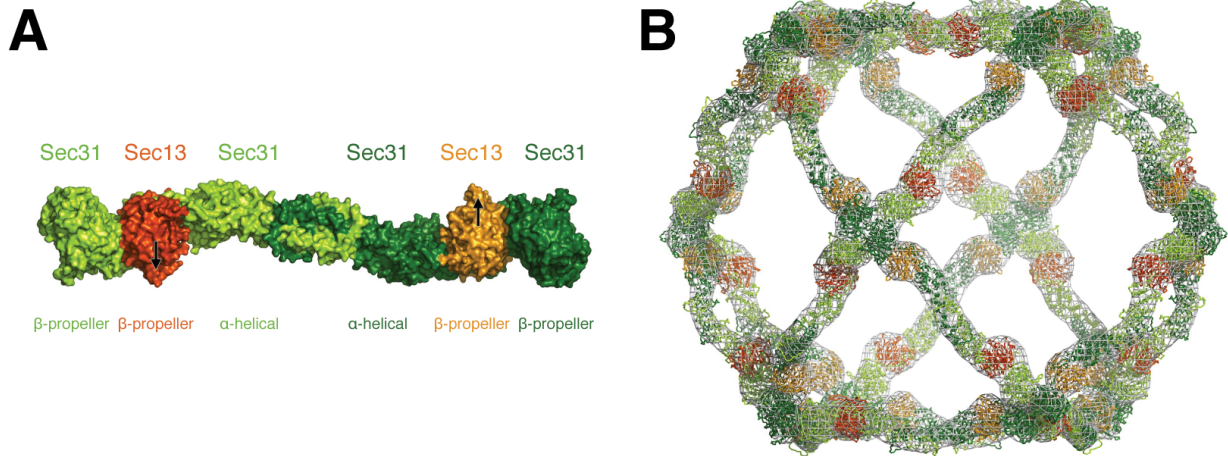 A
B
Sec31 Sec13 Sec31 Sec31 Sec13 Sec31
β-propeller β-propeller α-helical α-helical β-propeller β-propeller